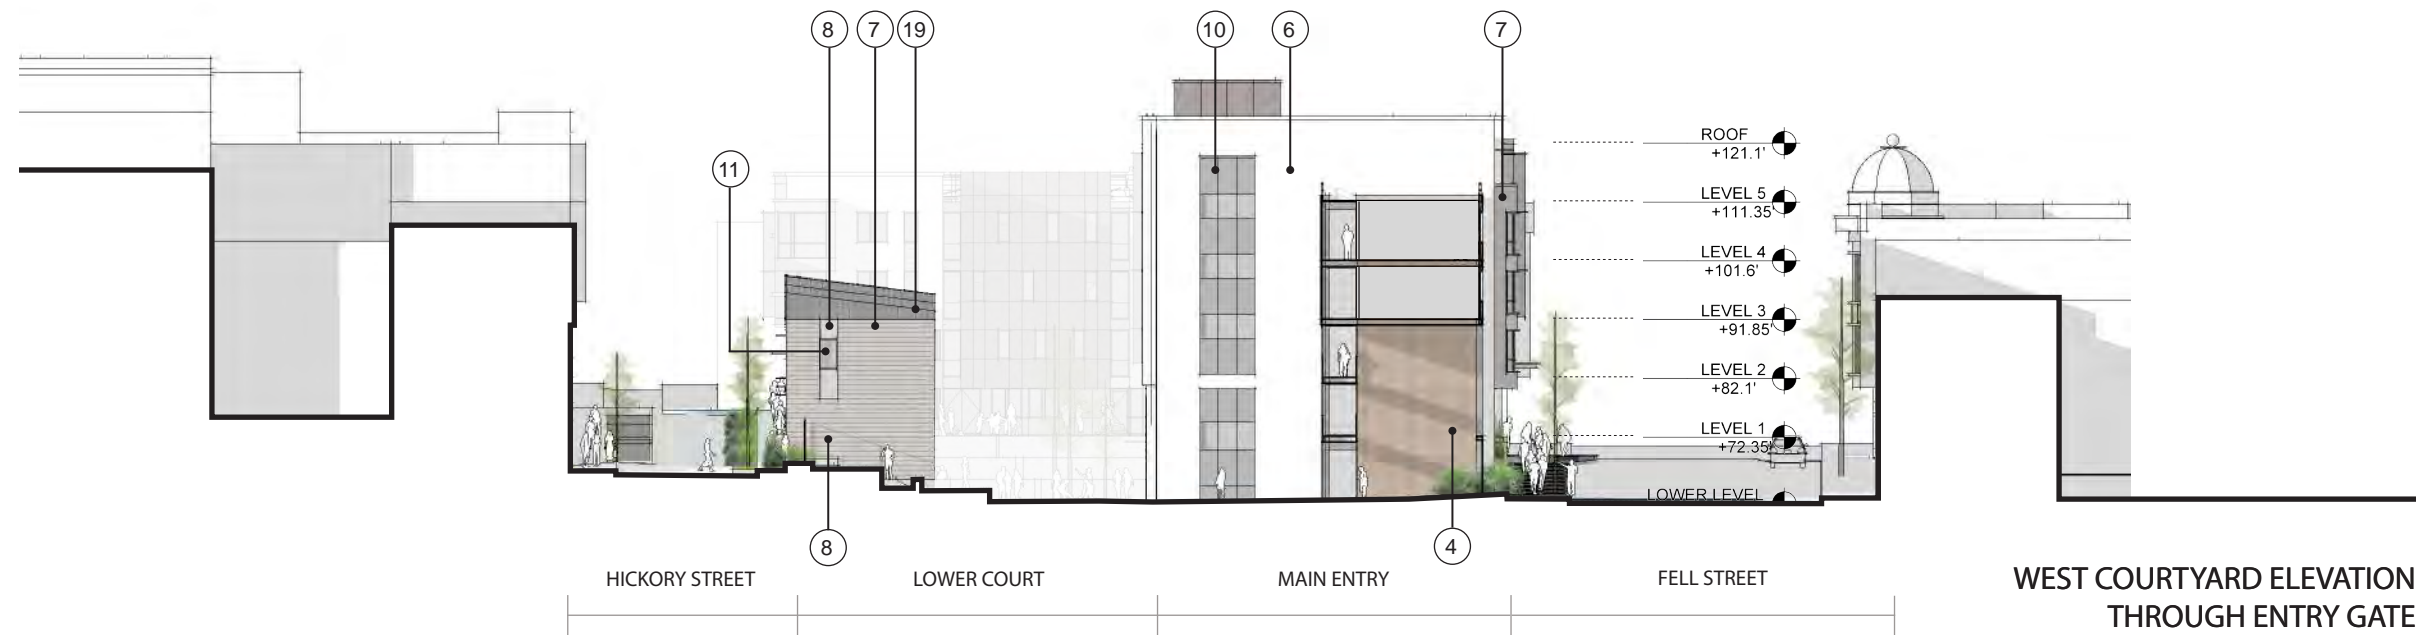 8
7
19
10
6
7
11
ROOF
+121.1'
LEVEL 5
+111.35'
LEVEL 4
+101.6'
LEVEL 3
+91.85'
LEVEL 2
+82.1'
LEVEL 1
+72.35'
LOWER LEVEL
8
4
HICKORY STREET
LOWER COURT
MAIN ENTRY
FELL STREET
WEST COURTYARD ELEVATION
THROUGH ENTRY GATE